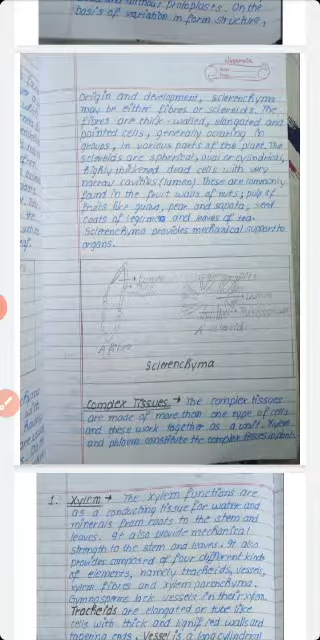 and without protoplasts. On the
basis of variation in form structure,
classmate
Date
Page
origin and development, sclerenchyma
may be either fibres or sclereids. The
fibres are thick-walled, elongated and
pointed cells, generally occuring in
groups, in various parts of the plant. The
sclereids are spherical, oval or cylindrical,
highly thickened dead cells with very
narrow cavities (lumen). These are commonly
found in the fruit walls of nuts; pulp of
fruits like guava, pear and sapota; seed
coats of legumes and leaves of tea.
Sclerenchyma provides mechanical support to
organs.
Lumen
Lumen
A fibre
A sclereid
Sclerenchyma
Complex Tissues → The complex tissues
are made of more than one type of cells
and these work together as a unit. Xylem
and phloem constitute the complex tissues in plants.
1. Xylem → The xylem functions are
as a conducting tissue for water and
minerals from roots to the stem and
leaves. It also provide mechanical
strength to the stem and leaves. It also
provides composed of four different kinds
of elements, namely tracheids, vessels,
xylem fibres and xylem parenchyma.
Gymnosperms lack vessels in their xylem.
Tracheids are elongated or tube like
cells with thick and lignified walls and
tapering ends. Vessel is a long cylindrical